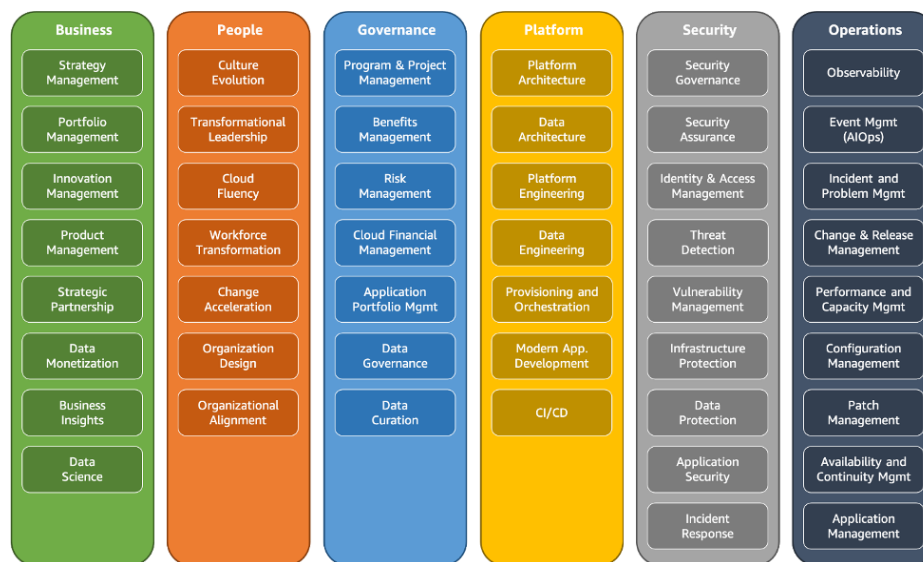 Business
Strategy
Management
Portfolio
Management
Innovation
Management
Product
Management
Strategic
Partnership
Data
Monetization
Business
Insights
Data
Science
People
Culture
Evolution
Transformational
Leadership
Cloud
Fluency
Workforce
Transformation
Change
Acceleration
Organization
Design
Organizational
Alignment
Governance
Program & Project
Management
Benefits
Management
Risk
Management
Cloud Financial
Management
Application
Portfolio Mgmt
Data
Governance
Data
Curation
Platform
Platform
Architecture
Data
Architecture
Platform
Engineering
Data
Engineering
Provisioning and
Orchestration
Modern App.
Development
CI/CD
Security
Security
Governance
Security
Assurance
Identity & Access
Management
Threat
Detection
Vulnerability
Management
Infrastructure
Protection
Data
Protection
Application
Security
Incident
Response
Operations
Observability
Event Mgmt
(AIOps)
Incident and
Problem Mgmt
Change & Release
Management
Performance and
Capacity Mgmt
Configuration
Management
Patch
Management
Availability and
Continuity Mgmt
Application
Management